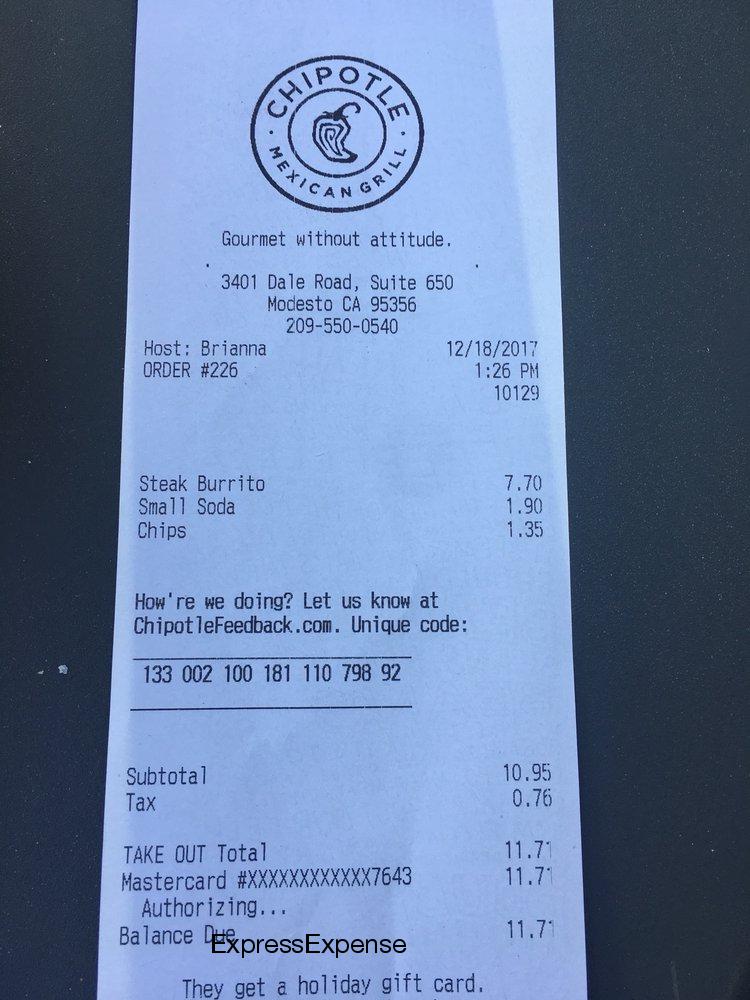 CHIPOTLE
MEXICAN GRILL
Gourmet without attitude.
3401 Dale Road, Suite 650
Modesto CA 95356
209-550-0540
Host: Brianna 12/18/2017
ORDER #226 1:26 PM
10129
Steak Burrito 7.70
Small Soda 1.90
Chips 1.35
How're we doing? Let us know at
ChipotleFeedback.com. Unique code:
133 002 100 181 110 798 92
Subtotal 10.95
Tax 0.76
TAKE OUT Total 11.71
Mastercard #XXXXXXXXXXXX7643 11.71
Authorizing...
Balance Due 11.71
ExpressExpense
They get a holiday gift card.